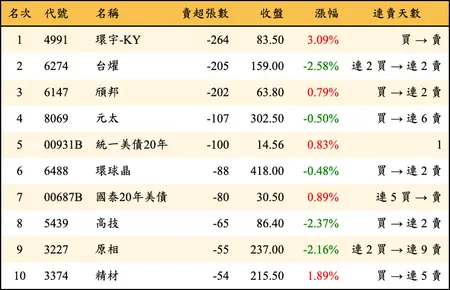 名次 代號 名稱 賣超張數 收盤 漲幅 連賣天數
1 4991 環宇-KY -264 83.50 3.09% 買→賣
2 6274 台燿 -205 159.00 -2.58% 連2買→連2賣
3 6147 頎邦 -202 63.80 0.79% 買→連2賣
4 8069 元太 -107 302.50 -0.50% 買→連6賣
5 00931B 統一美債20年 -100 14.56 0.83% 1
6 6488 環球晶 -88 418.00 -0.48% 買→連2賣
7 00687B 國泰20年美債 -80 30.50 0.89% 連5買→賣
8 5439 高技 -65 86.40 -2.37% 買→連2賣
9 3227 原相 -55 237.00 -2.16% 連2買→連9賣
10 3374 精材 -54 215.50 1.89% 買→連5賣